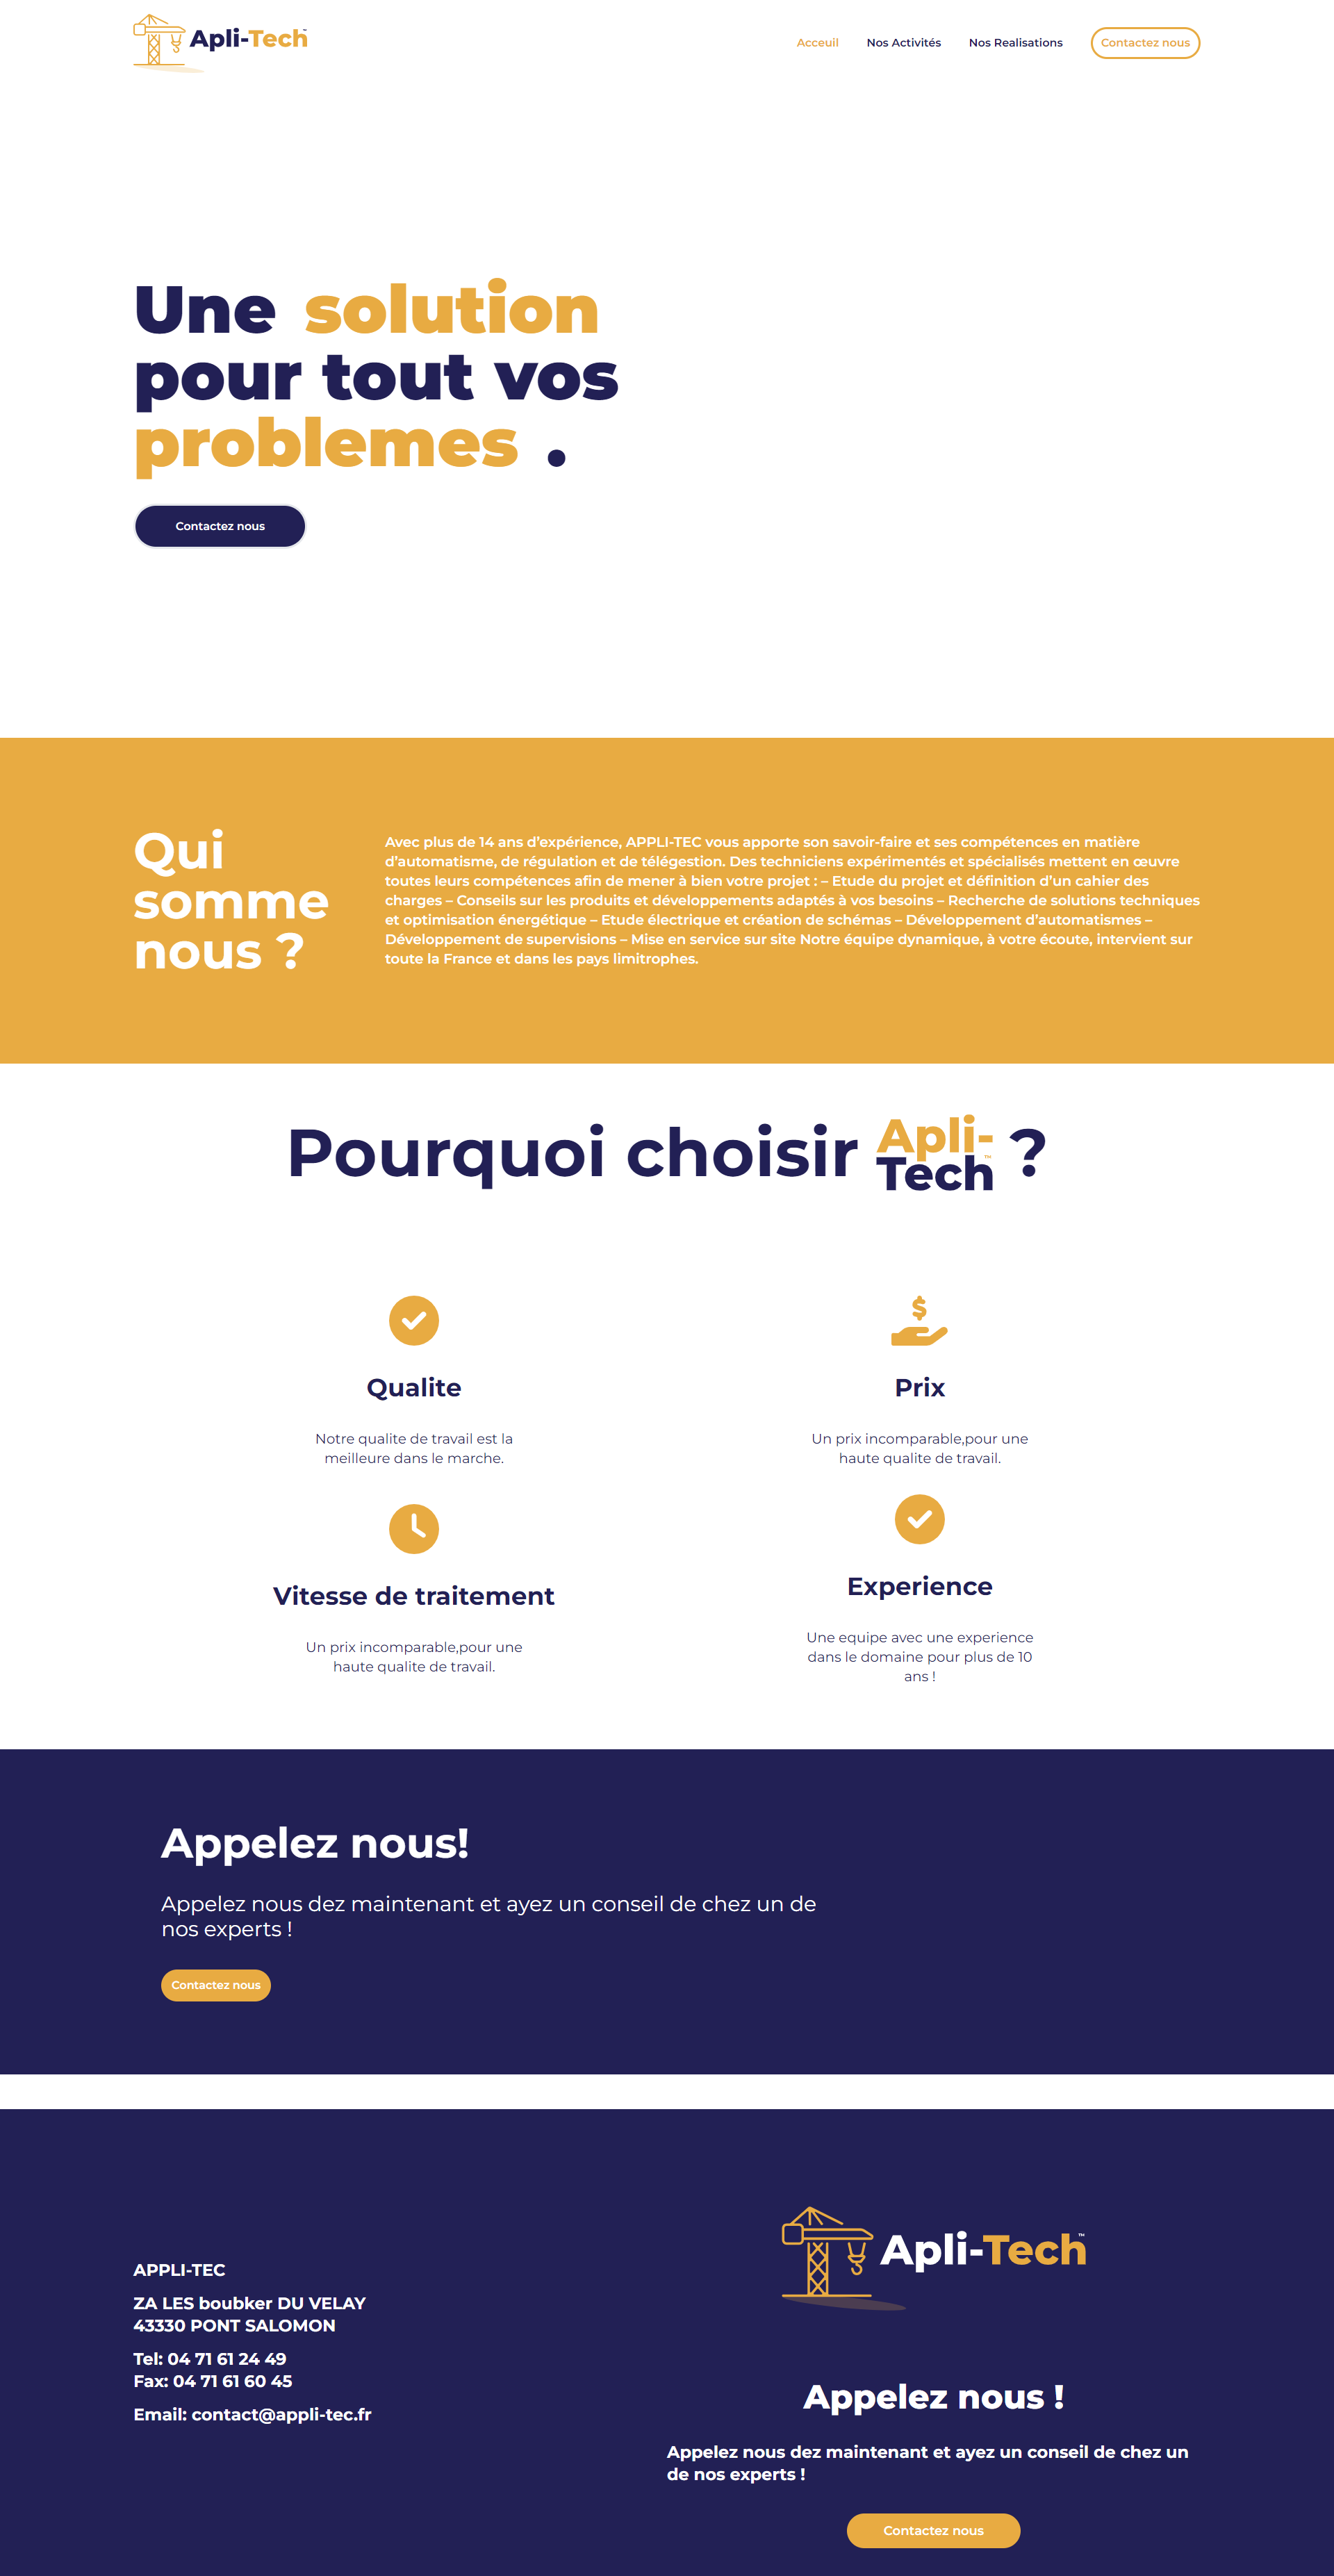 Apli-Tech™
Acceuil
Nos Activités
Nos Realisations
Contactez nous
Une solution
pour tout vos
problemes .
Contactez nous
Qui
somme
nous ?
Avec plus de 14 ans d’expérience, APPLI-TEC vous apporte son savoir-faire et ses compétences en matière
d’automatisme, de régulation et de télégestion. Des techniciens expérimentés et spécialisés mettent en œuvre
toutes leurs compétences afin de mener à bien votre projet : – Etude du projet et définition d’un cahier des
charges – Conseils sur les produits et développements adaptés à vos besoins – Recherche de solutions techniques
et optimisation énergétique – Etude électrique et création de schémas – Développement d’automatismes –
Développement de supervisions – Mise en service sur site Notre équipe dynamique, à votre écoute, intervient sur
toute la France et dans les pays limitrophes.
Pourquoi choisir Apli-Tech™ ?
Qualite
Notre qualite de travail est la
meilleure dans le marche.
Prix
Un prix incomparable,pour une
haute qualite de travail.
Vitesse de traitement
Un prix incomparable,pour une
haute qualite de travail.
Experience
Une equipe avec une experience
dans le domaine pour plus de 10
ans !
Appelez nous!
Appelez nous dez maintenant et ayez un conseil de chez un de
nos experts !
Contactez nous
APPLI-TEC
ZA LES boubker DU VELAY
43330 PONT SALOMON
Tel: 04 71 61 24 49
Fax: 04 71 61 60 45
Email: contact@appli-tec.fr
Apli-Tech™
Appelez nous !
Appelez nous dez maintenant et ayez un conseil de chez un
de nos experts !
Contactez nous